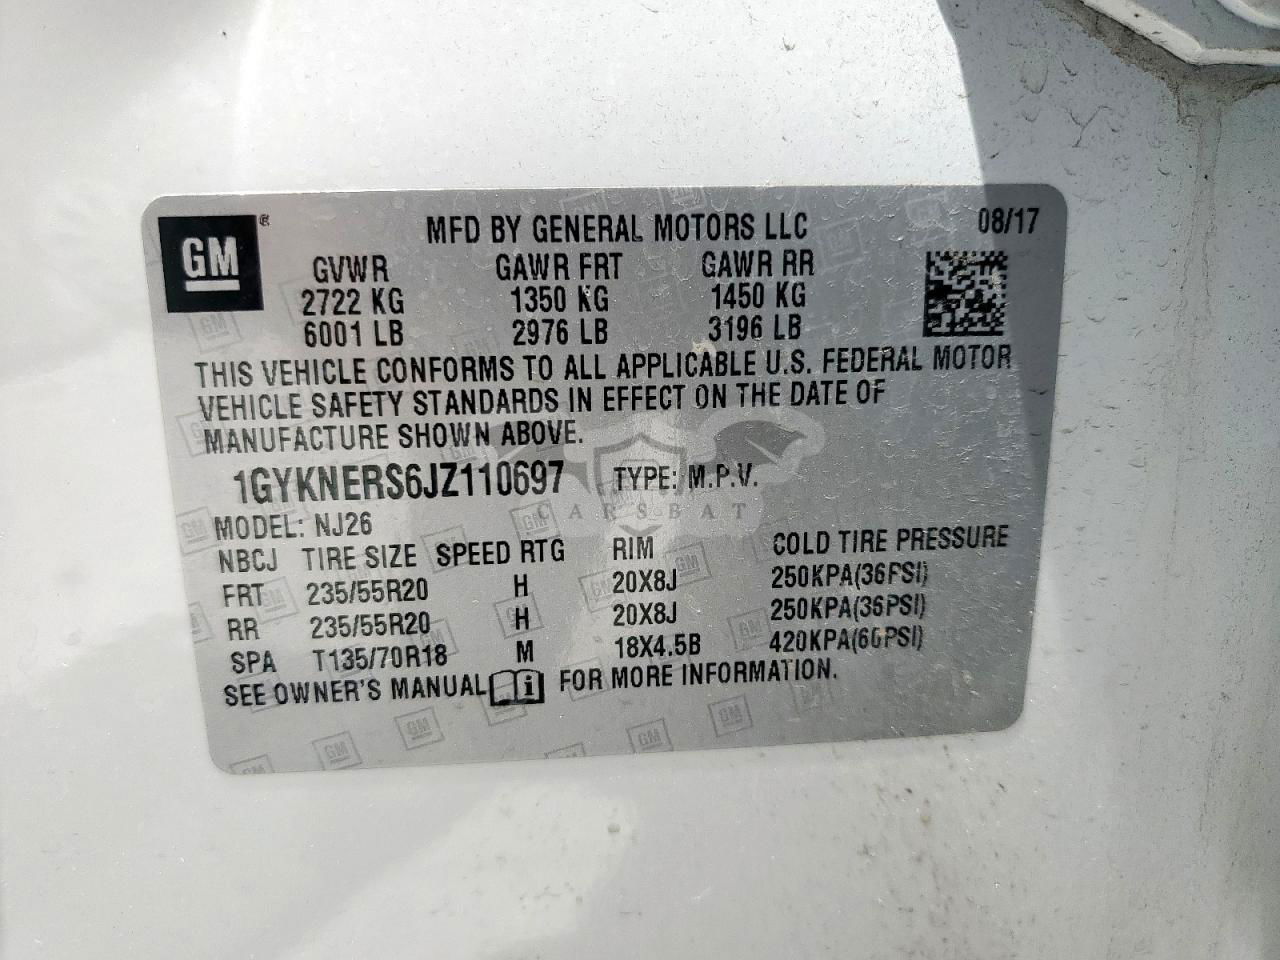 GM ®
MFD BY GENERAL MOTORS LLC 08/17
GVWR GAWR FRT GAWR RR
2722 KG 1350 KG 1450 KG
6001 LB 2976 LB 3196 LB
THIS VEHICLE CONFORMS TO ALL APPLICABLE U.S. FEDERAL MOTOR
VEHICLE SAFETY STANDARDS IN EFFECT ON THE DATE OF
MANUFACTURE SHOWN ABOVE.
1GYKNERS6JZ110697 TYPE: M.P.V.
CARSBAT
MODEL: NJ26
NBCJ TIRE SIZE SPEED RTG RIM COLD TIRE PRESSURE
FRT 235/55R20 H 20X8J 250KPA(36PSI)
RR 235/55R20 H 20X8J 250KPA(36PSI)
SPA T135/70R18 M 18X4.5B 420KPA(60PSI)
SEE OWNER'S MANUAL i FOR MORE INFORMATION.